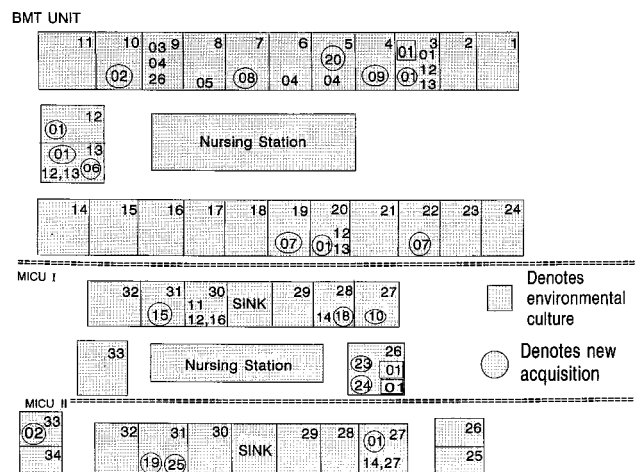 BMT UNIT
11 10 9 8 7 6 5 4 3 2 1
03 20 01 01
04 12
02 26 05 08 04 04 09 01 13
12
01
13
01
12,13 06
Nursing Station
14 15 16 17 18 19 20 21 22 23 24
12
07 01 13 07
MICU I
32 31 30 SINK 29 28 27
11
15 12,16 14 18 10
33
Nursing Station
26
23 01
24 01
Denotes
environmental
culture
Denotes new
acquisition
MICU II
33
02
34
32 31 30 SINK 29 28 27
01
19 25 14,27
26
25